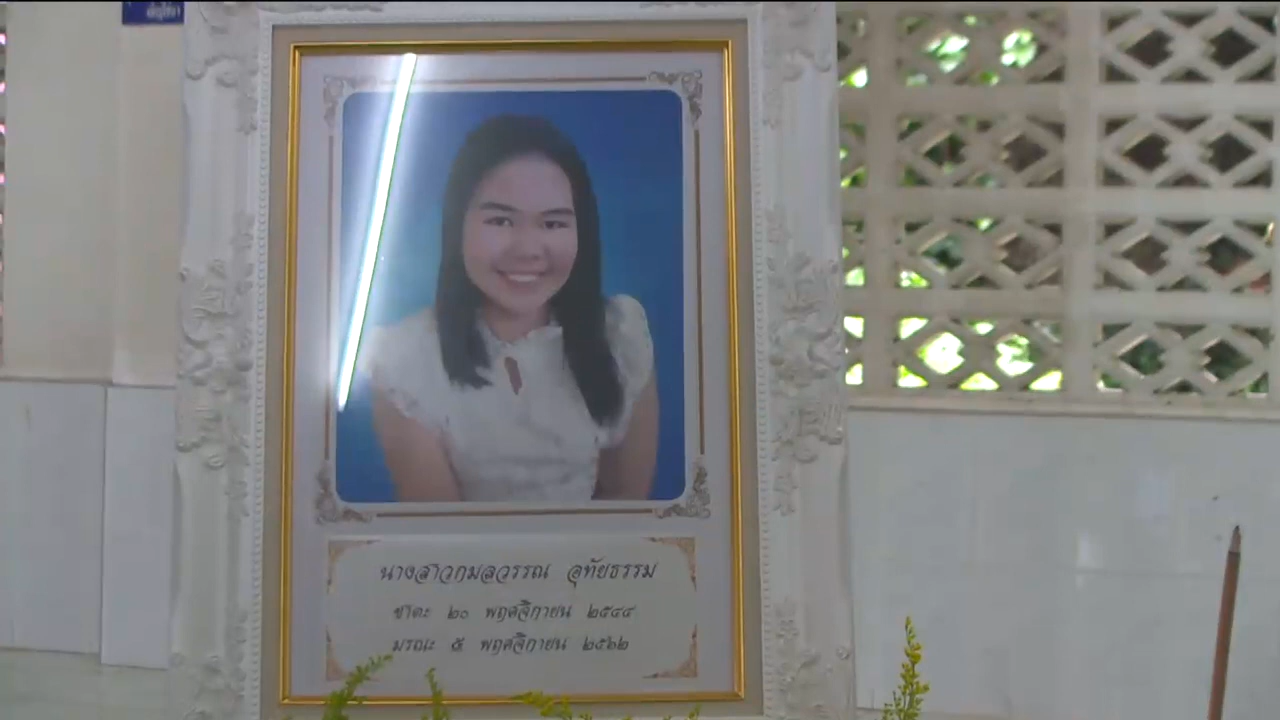 นางสาวกมลวรรณ อุทัยธรรม
ชาตะ ๒๐ พฤศจิกายน ๒๕๔๔
มรณะ ๕ พฤศจิกายน ๒๕๖๒